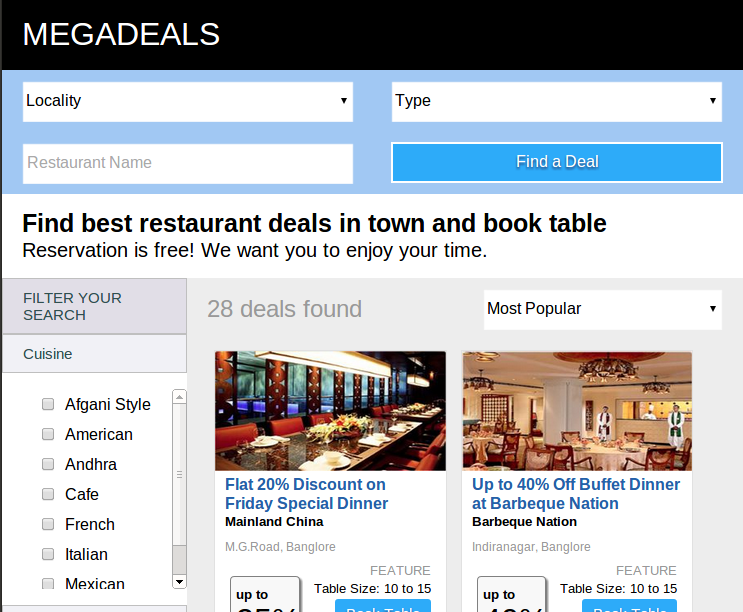 MEGADEALS
Locality
Type
Restaurant Name
Find a Deal
Find best restaurant deals in town and book table
Reservation is free! We want you to enjoy your time.
FILTER YOUR
SEARCH
Cuisine
Afgani Style
American
Andhra
Cafe
French
Italian
Mexican
28 deals found
Most Popular
Flat 20% Discount on
Friday Special Dinner
Mainland China
M.G.Road, Banglore
FEATURE
Table Size: 10 to 15
up to
Book Table
Up to 40% Off Buffet Dinner
at Barbeque Nation
Barbeque Nation
Indiranagar, Banglore
FEATURE
Table Size: 10 to 15
up to
Book Table